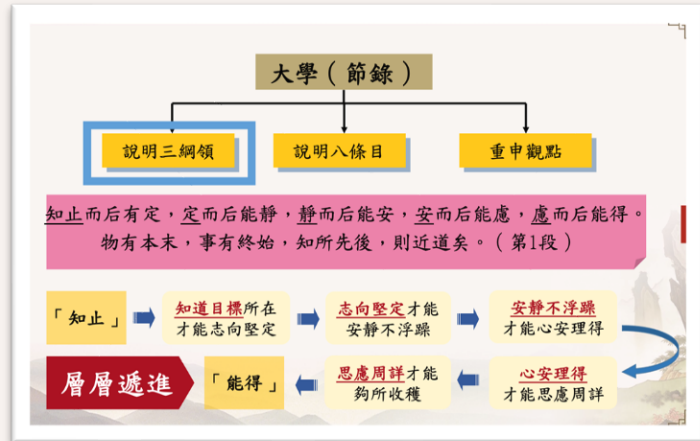 大學（節錄）
說明三綱領
說明八條目
重申觀點
知止而后有定，定而后能靜，靜而后能安，安而后能慮，慮而后能得。
物有本末，事有終始，知所先後，則近道矣。（第1段）
「知止」
知道目標所在
才能志向堅定
志向堅定才能
安靜不浮躁
安靜不浮躁
才能心安理得
心安理得
才能思慮周詳
思慮周詳才能
夠所收穫
「能得」
層層遞進